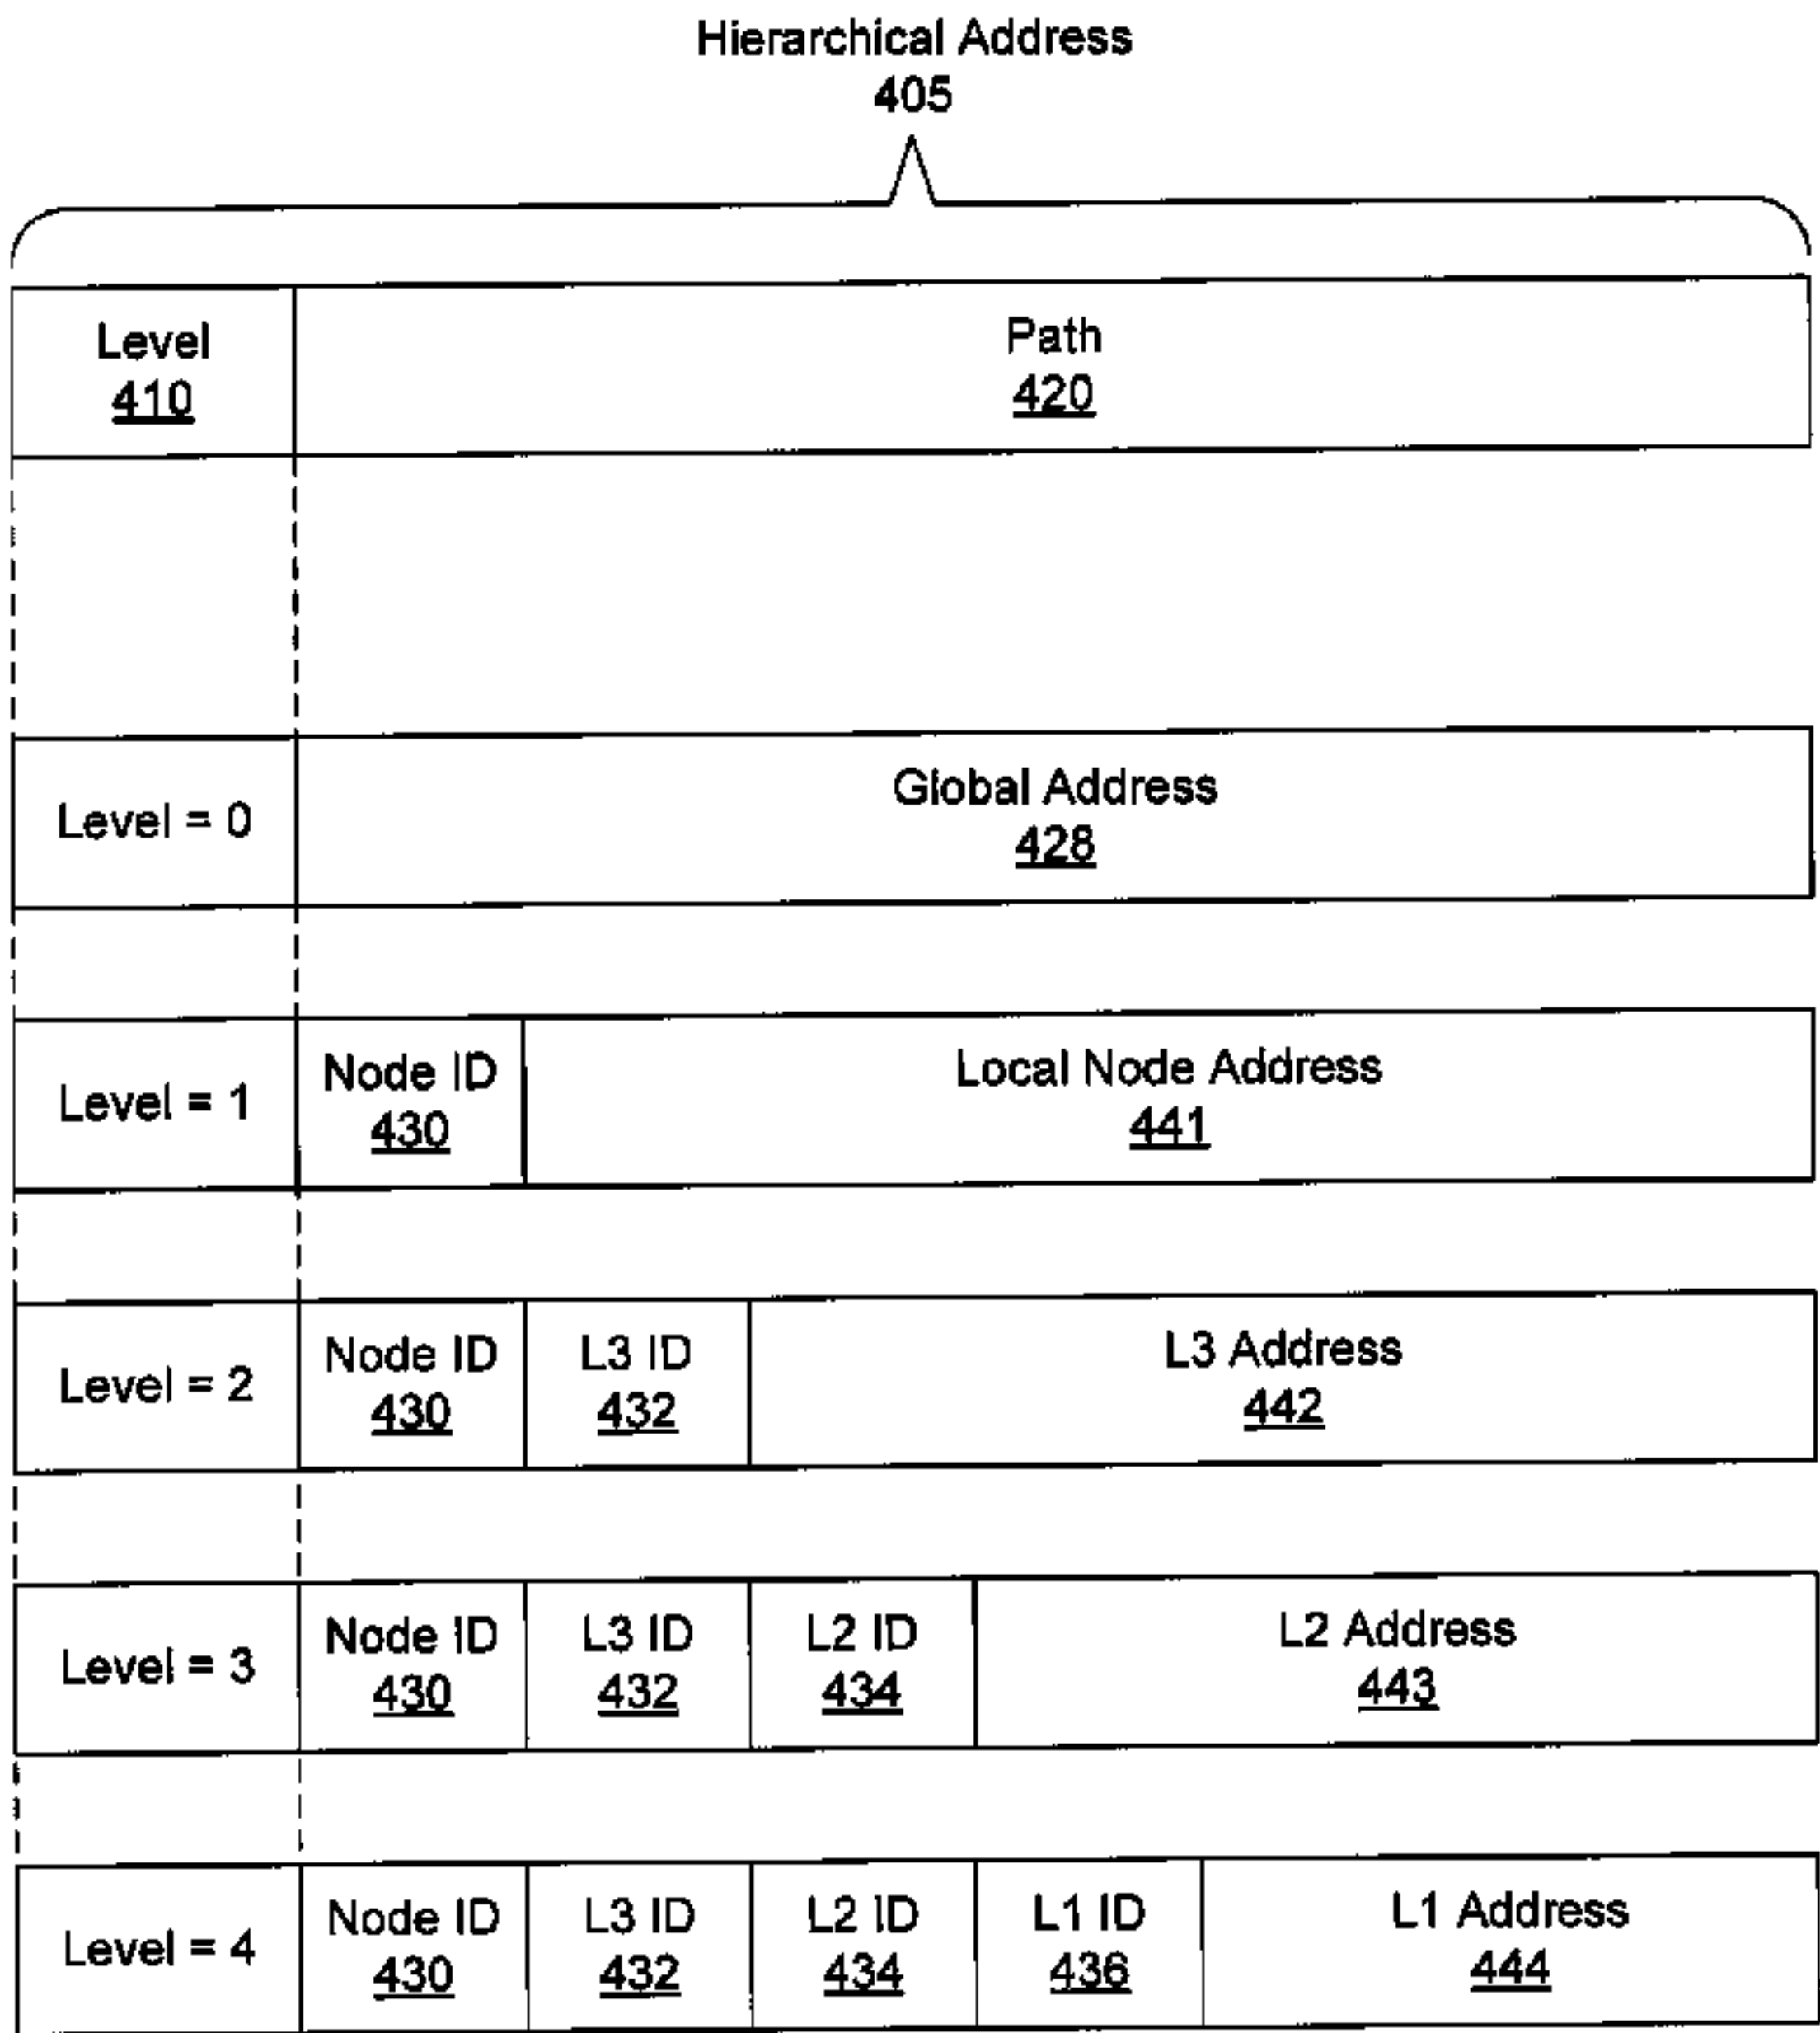 Hierarchical Address
405
Level
410
Path
420
Level = 0
Global Address
428
Level = 1
Node ID
430
Local Node Address
441
Level = 2
Node ID
430
L3 ID
432
L3 Address
442
Level = 3
Node ID
430
L3 ID
432
L2 ID
434
L2 Address
443
Level = 4
Node ID
430
L3 ID
432
L2 ID
434
L1 ID
436
L1 Address
444